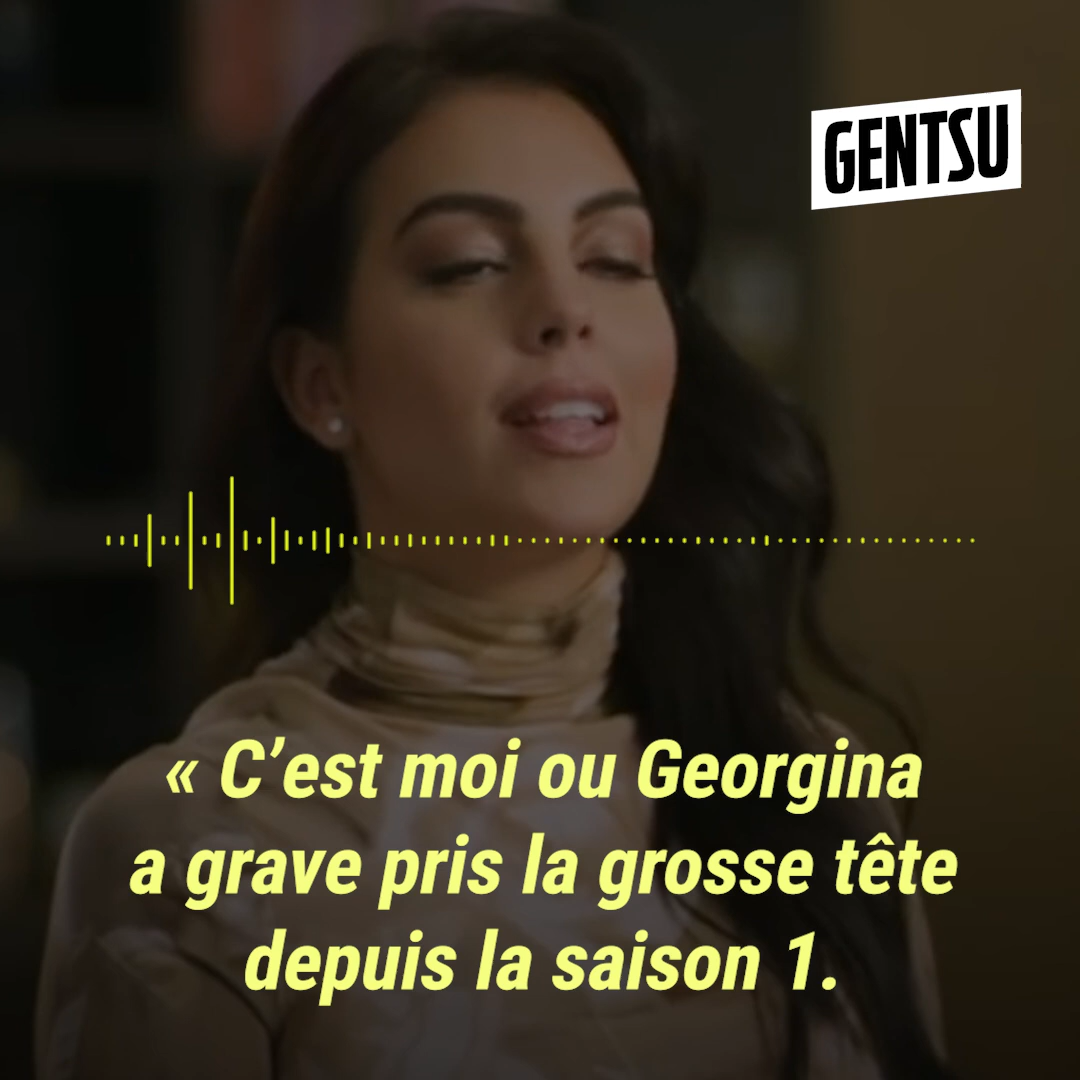 GENTSU
« C’est moi ou Georgina
a grave pris la grosse tête
depuis la saison 1.